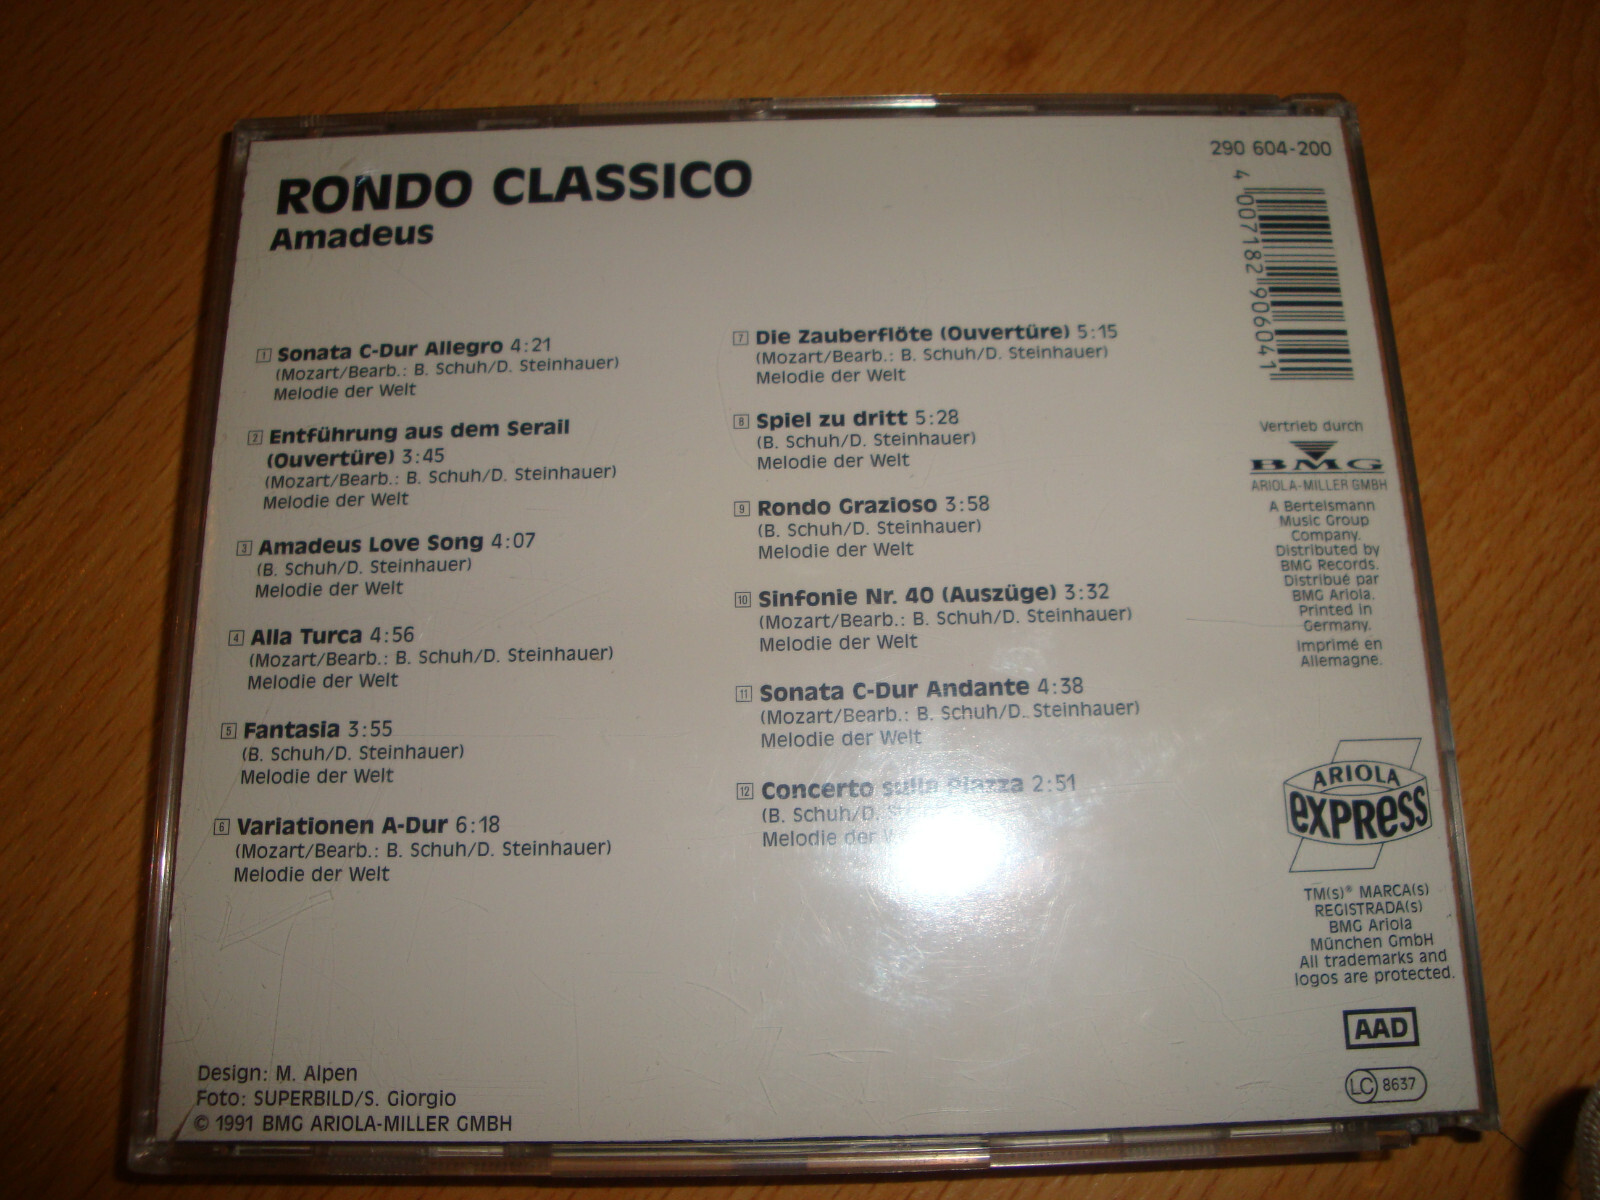 RONDO CLASSICO
Amadeus
1 Sonata C-Dur Allegro 4:21
(Mozart/Bearb.: B. Schuh/D. Steinhauer)
Melodie der Welt
2 Entführung aus dem Serail
(Ouvertüre) 3:45
(Mozart/Bearb.: B. Schuh/D. Steinhauer)
Melodie der Welt
3 Amadeus Love Song 4:07
(B. Schuh/D. Steinhauer)
Melodie der Welt
4 Alla Turca 4:56
(Mozart/Bearb.: B. Schuh/D. Steinhauer)
Melodie der Welt
5 Fantasia 3:55
(B. Schuh/D. Steinhauer)
Melodie der Welt
6 Variationen A-Dur 6:18
(Mozart/Bearb.: B. Schuh/D. Steinhauer)
Melodie der Welt
7 Die Zauberflöte (Ouvertüre) 5:15
(Mozart/Bearb.: B. Schuh/D. Steinhauer)
Melodie der Welt
8 Spiel zu dritt 5:28
(B. Schuh/D. Steinhauer)
Melodie der Welt
9 Rondo Grazioso 3:58
(B. Schuh/D. Steinhauer)
Melodie der Welt
10 Sinfonie Nr. 40 (Auszüge) 3:32
(Mozart/Bearb.: B. Schuh/D. Steinhauer)
Melodie der Welt
11 Sonata C-Dur Andante 4:38
(Mozart/Bearb.: B. Schuh/D. Steinhauer)
Melodie der Welt
12 Concerto sulla Piazza 2:51
(B. Schuh/D.
Melodie der
290 604-200
4 007182 906041
Vertrieb durch
BMG
ARIOLA-MILLER GMBH
A Bertelsmann
Music Group
Company.
Distributed by
BMG Records.
Distribué par
BMG Ariola.
Printed in
Germany.
Imprimé en
Allemagne.
ARIOLA
EXPRESS
TM(s)® MARCA(s)
REGISTRADA(s)
BMG Ariola
München GmbH
All trademarks and
logos are protected.
AAD
LC 8637
Design: M. Alpen
Foto: SUPERBILD/S. Giorgio
© 1991 BMG ARIOLA-MILLER GMBH